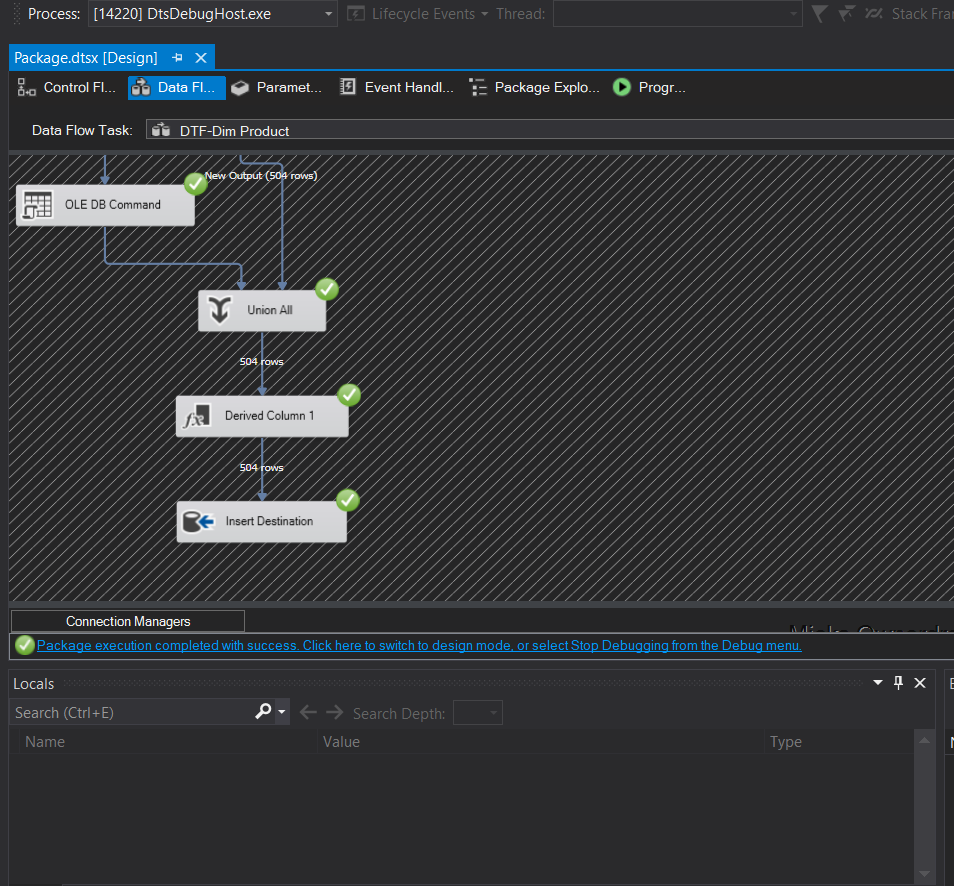 Process: [14220] DtsDebugHost.exe Lifecycle Events Thread: Stack Fra
Package.dtsx [Design]
Control Fl... Data Fl... Paramet... Event Handl... Package Explo... Progr...
Data Flow Task: DTF-Dim Product
New Output (504 rows)
OLE DB Command
Union All
504 rows
Derived Column 1
504 rows
Insert Destination
Connection Managers
Package execution completed with success. Click here to switch to design mode, or select Stop Debugging from the Debug menu.
Locals
Search (Ctrl+E) Search Depth:
Name Value Type